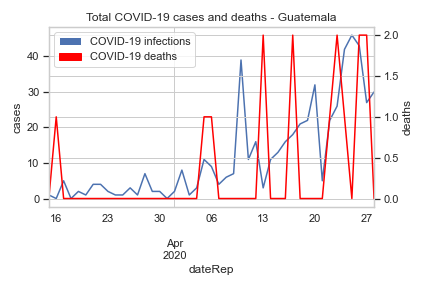 Total COVID-19 cases and deaths - Guatemala
COVID-19 infections
COVID-19 deaths
cases
40
30
20
10
0
deaths
2.0
1.5
1.0
0.5
0.0
16 23 30 06 13 20 27
Apr
2020
dateRep